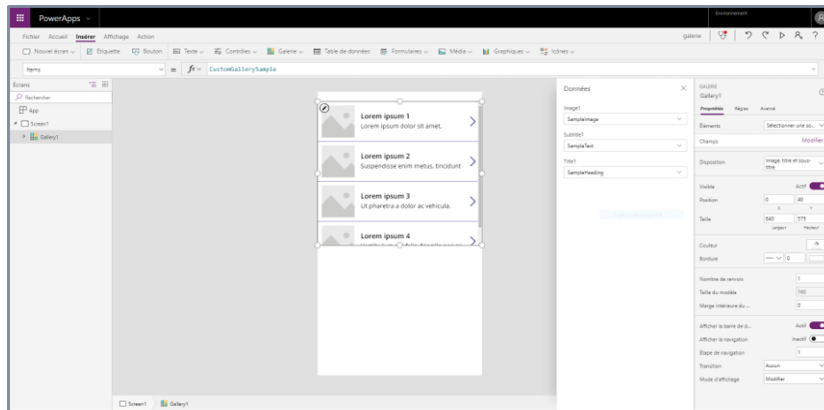 PowerApps
Environnement
Fichier Accueil Insérer Affichage Action
galerie
Nouvel écran Étiquette Bouton Texte Contrôles Galerie Table de données Formulaires Média Graphiques Icônes
Items = fx CustomGallerySample
Écrans
Rechercher
App
Screen1
Gallery1
Lorem ipsum 1
Lorem ipsum dolor sit amet.
Lorem ipsum 2
Suspendisse enim metus, tincidunt
Lorem ipsum 3
Ut pharetra a dolor ac vehicula.
Lorem ipsum 4
Données
Image1
SampleImage
Subtitle1
SampleText
Title1
SampleHeading
GALERIE
Gallery1
Propriétés Règles Avancé
Éléments Sélectionner une so...
Champs Modifier
Disposition Image, titre et sous-titre
Visible Actif
Position 0 40
X Y
Taille 640 575
Largeur Hauteur
Couleur
Bordure 0
Nombre de renvois 1
Taille du modèle 160
Marge intérieure du ... 0
Afficher la barre de d... Actif
Afficher la navigation Inactif
Étape de navigation 1
Transition Aucun
Mode d'affichage Modifier
Screen1 Gallery1